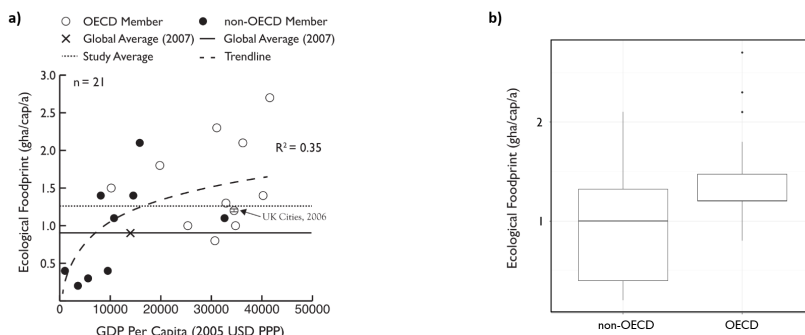 a)
OECD Member
non-OECD Member
Global Average (2007)
Global Average (2007)
Study Average
Trendline
3.0
2.5
2.0
1.5
1.0
0.5
n = 21
R² = 0.35
UK Cities, 2006
Ecological Foodprint (gha/cap/a)
0
10000
20000
30000
40000
50000
GDP Per Capita (2005 USD PPP)
b)
2
1
Ecological Foodprint (gha/cap/a)
non-OECD
OECD